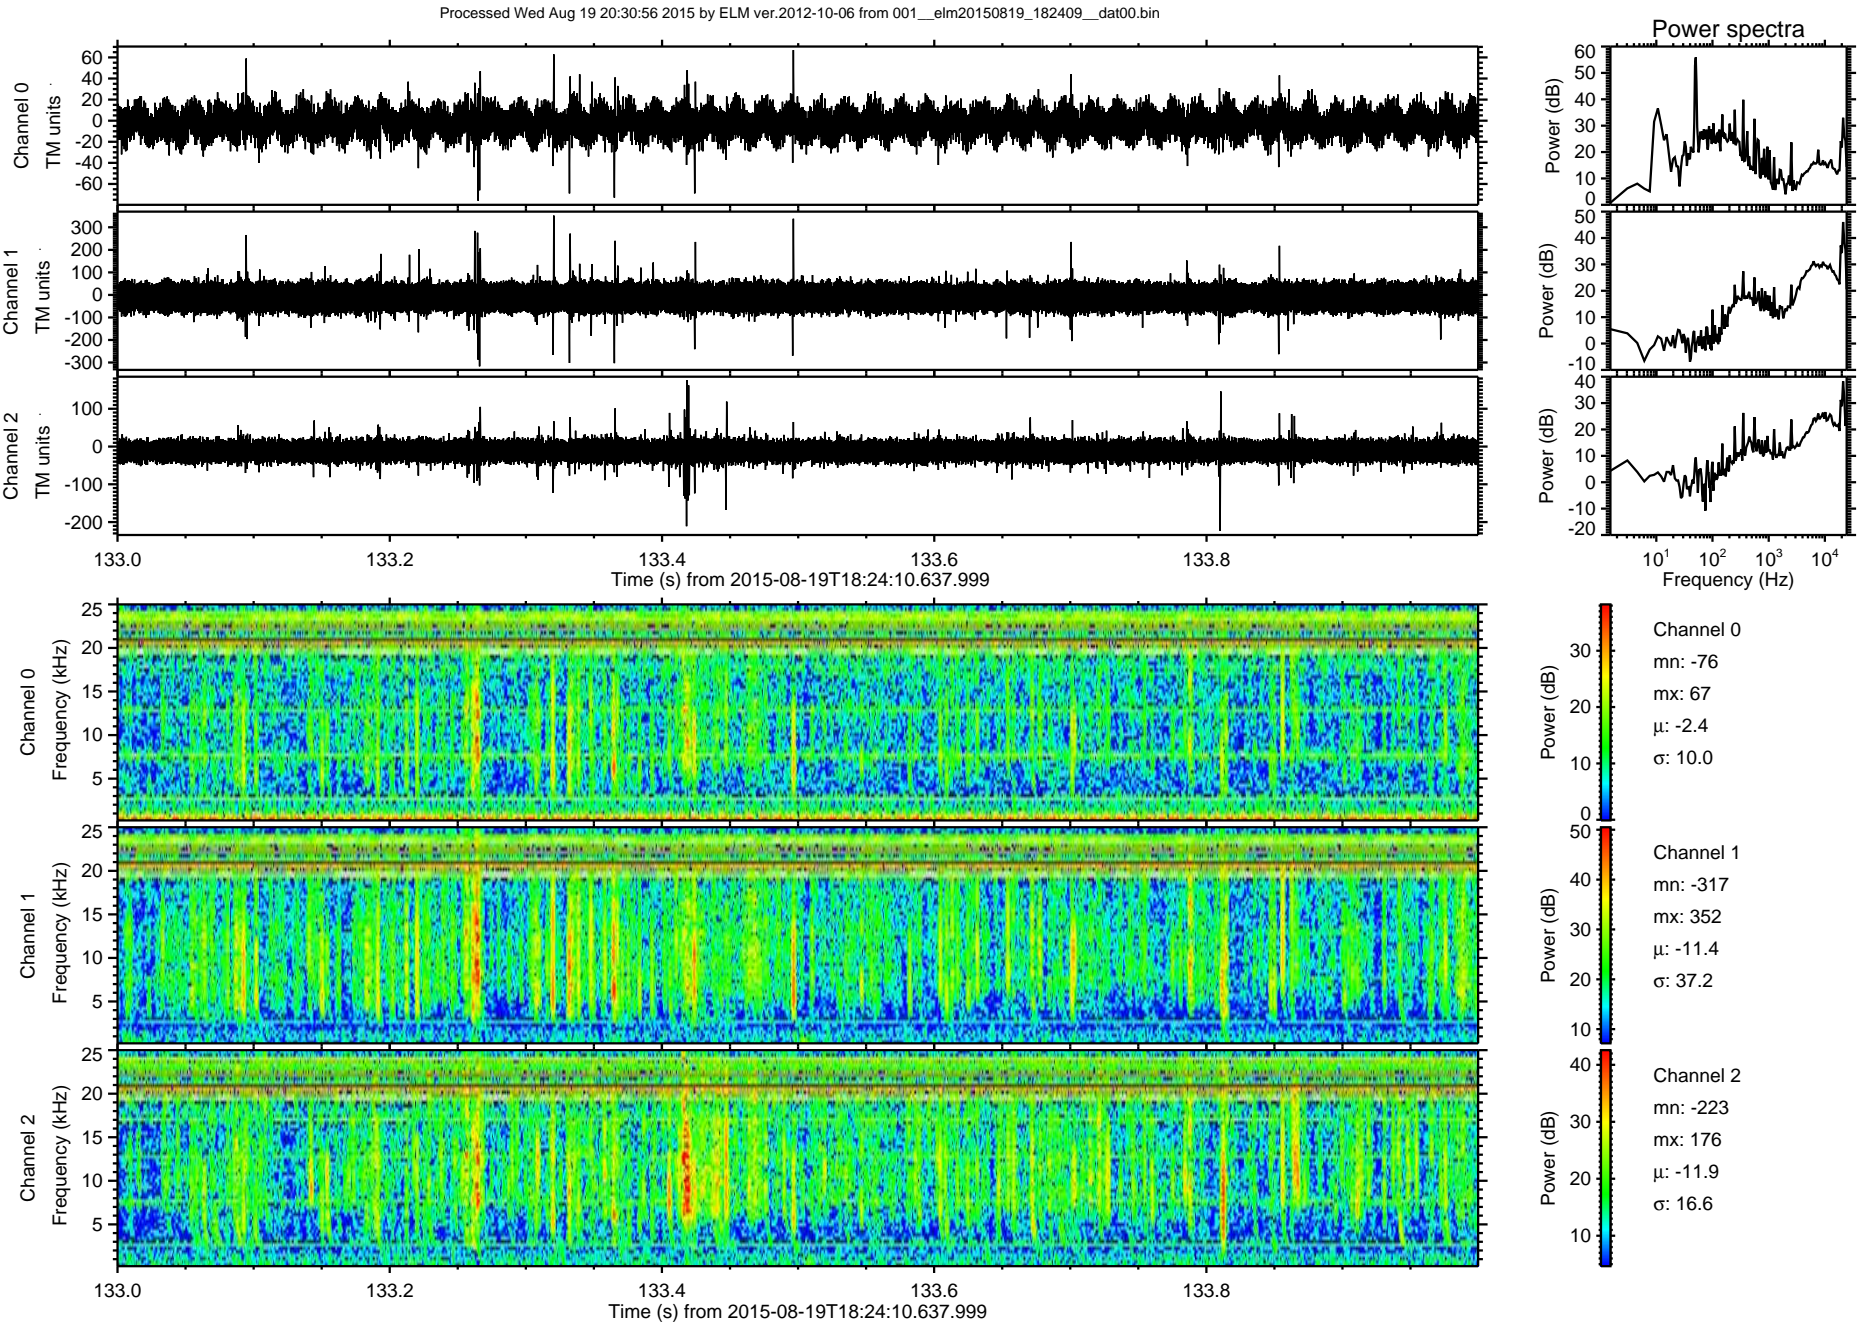 Processed Wed Aug 19 20:30:56 2015 by ELM ver.2012-10-06 from 001__elm20150819_182409__dat00.bin
Power spectra
Channel 0
TM units
60
40
20
0
-20
-40
-60
Power (dB)
60
50
40
30
20
10
0
Channel 1
TM units
300
200
100
0
-100
-200
-300
Power (dB)
50
40
30
20
10
0
-10
Channel 2
TM units
100
0
-100
-200
Power (dB)
40
30
20
10
0
-10
-20
133.0 133.2 133.4 133.6 133.8
Time (s) from 2015-08-19T18:24:10.637.999
10¹ 10² 10³ 10⁴
Frequency (Hz)
Channel 0
Frequency (kHz)
25
20
15
10
5
Power (dB)
30
20
10
0
Channel 0
mn: -76
mx: 67
μ: -2.4
σ: 10.0
Channel 1
Frequency (kHz)
25
20
15
10
5
Power (dB)
50
40
30
20
10
Channel 1
mn: -317
mx: 352
μ: -11.4
σ: 37.2
Channel 2
Frequency (kHz)
25
20
15
10
5
Power (dB)
40
30
20
10
Channel 2
mn: -223
mx: 176
μ: -11.9
σ: 16.6
133.0 133.2 133.4 133.6 133.8
Time (s) from 2015-08-19T18:24:10.637.999